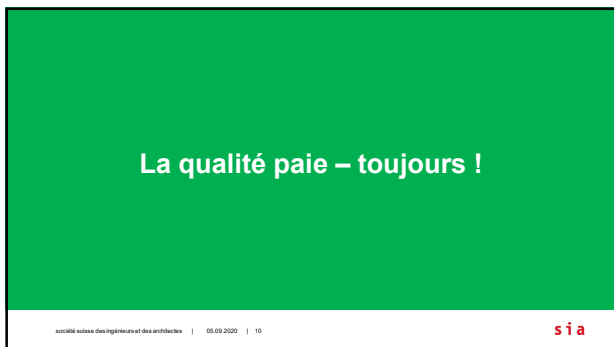 La qualité paie – toujours !
société suisse des ingénieurs et des architectes | 05.09.2020 | 10
sia